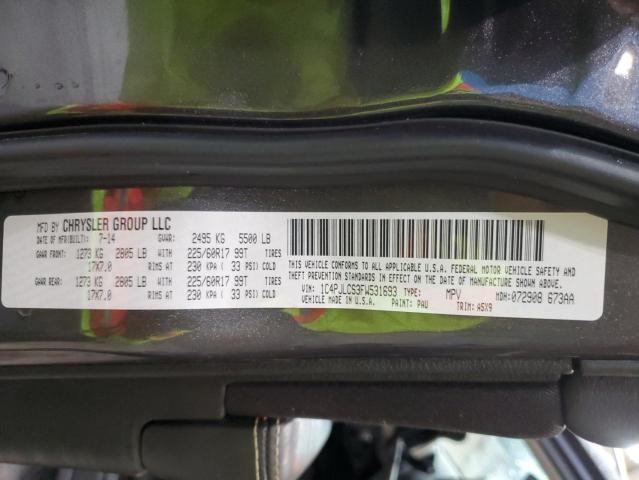 MFD BY CHRYSLER GROUP LLC
DATE OF MFR(BUILT): 7-14 GVWR: 2495 KG 5500 LB
GAWR FRONT: 1273 KG 2805 LB WITH 225/60R17 99T TIRES
17X7.0 RIMS AT 230 KPA ( 33 PSI) COLD
GAWR REAR: 1273 KG 2805 LB WITH 225/60R17 99T TIRES
17X7.0 RIMS AT 230 KPA ( 33 PSI) COLD
THIS VEHICLE CONFORMS TO ALL APPLICABLE U.S.A. FEDERAL MOTOR VEHICLE SAFETY AND
THEFT PREVENTION STANDARDS IN EFFECT ON THE DATE OF MANUFACTURE SHOWN ABOVE.
VIN: 1C4PJLCS3FW531693 TYPE: MPV MDH: 072908 673AA
VEHICLE MADE IN U.S.A. PAINT: PAU TRIM: A5X9